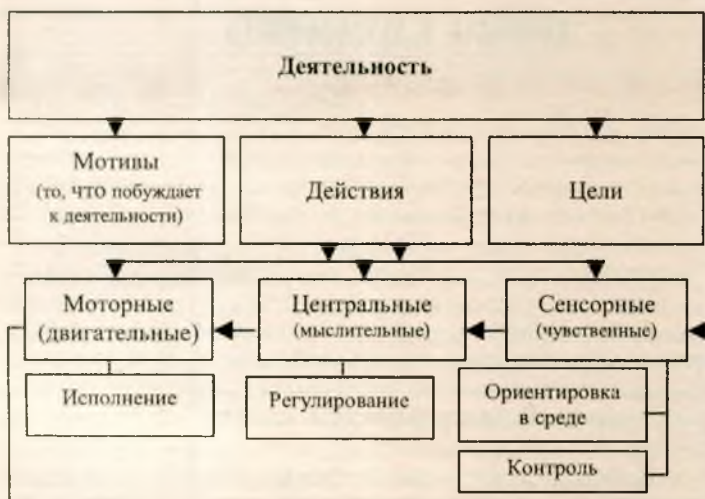 Деятельность
Мотивы
(то, что побуждает
к деятельности)
Действия
Цели
Моторные
(двигательные)
Центральные
(мыслительные)
Сенсорные
(чувственные)
Исполнение
Регулирование
Ориентировка
в среде
Контроль